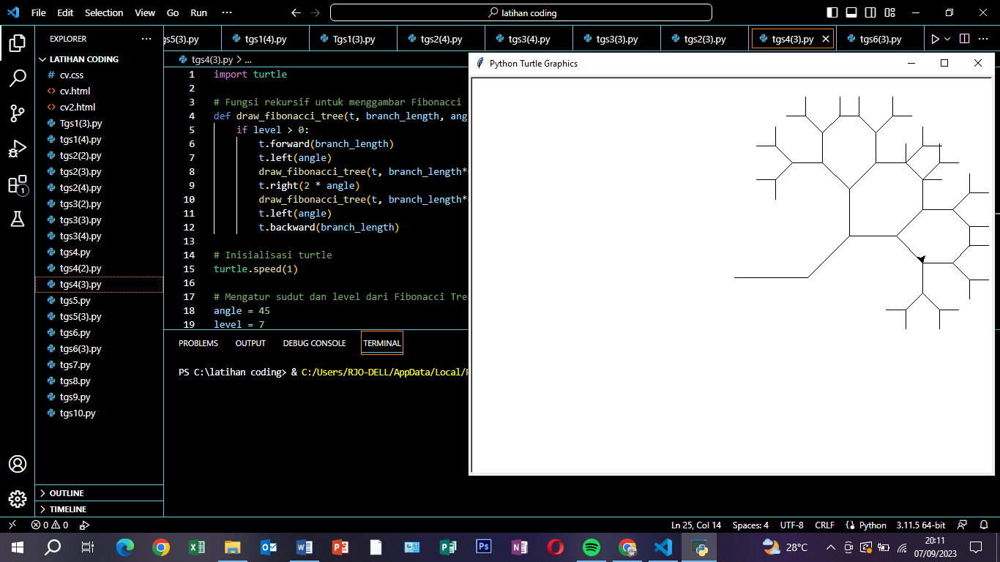 File Edit Selection View Go Run ··· latihan coding
EXPLORER ···
LATIHAN CODING
# cv.css
<> cv.html
<> cv2.html
Tgs1(3).py
tgs1(4).py
tgs2(2).py
tgs2(3).py
tgs2(4).py
tgs3(2).py
tgs3(3).py
tgs3(4).py
tgs4.py
tgs4(2).py
tgs4(3).py
tgs5.py
tgs5(3).py
tgs6.py
tgs6(3).py
tgs7.py
tgs8.py
tgs9.py
tgs10.py
OUTLINE
TIMELINE
1
gs5(3).py tgs1(4).py Tgs1(3).py tgs2(4).py tgs3(4).py tgs3(3).py tgs2(3).py tgs4(3).py tgs6(3).py ···
tgs4(3).py > ...
1 import turtle
2
3 # Fungsi rekursif untuk menggambar Fibonacci
4 def draw_fibonacci_tree(t, branch_length, ang
5 if level > 0:
6 t.forward(branch_length)
7 t.left(angle)
8 draw_fibonacci_tree(t, branch_length*
9 t.right(2 * angle)
10 draw_fibonacci_tree(t, branch_length*
11 t.left(angle)
12 t.backward(branch_length)
13
14 # Inisialisasi turtle
15 turtle.speed(1)
16
17 # Mengatur sudut dan level dari Fibonacci Tre
18 angle = 45
19 level = 7
Python Turtle Graphics
PROBLEMS OUTPUT DEBUG CONSOLE TERMINAL
PS C:\latihan coding> & C:/Users/RJO-DELL/AppData/Local/P
0 0 Ln 25, Col 14 Spaces: 4 UTF-8 CRLF Python 3.11.5 64-bit
28°C 20:11
07/09/2023